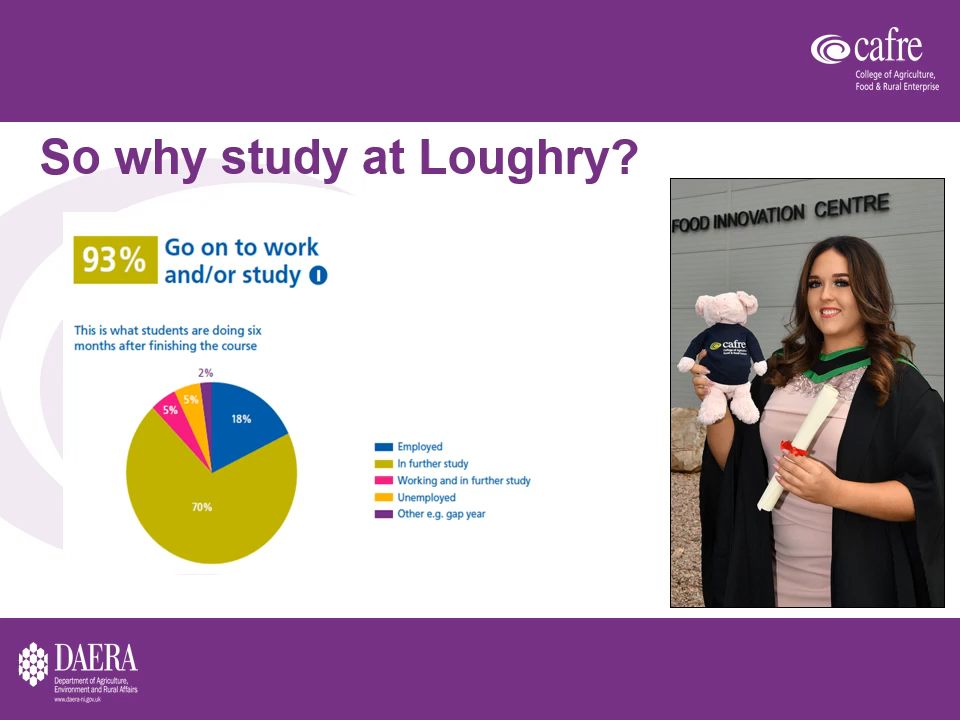 cafre
College of Agriculture,
Food & Rural Enterprise
So why study at Loughry?
93%
Go on to work
and/or study
This is what students are doing six
months after finishing the course
2%
5%
5%
18%
70%
Employed
In further study
Working and in further study
Unemployed
Other e.g. gap year
FOOD INNOVATION CENTRE
cafre
DAERA
Department of Agriculture,
Environment and Rural Affairs
www.daera-ni.gov.uk